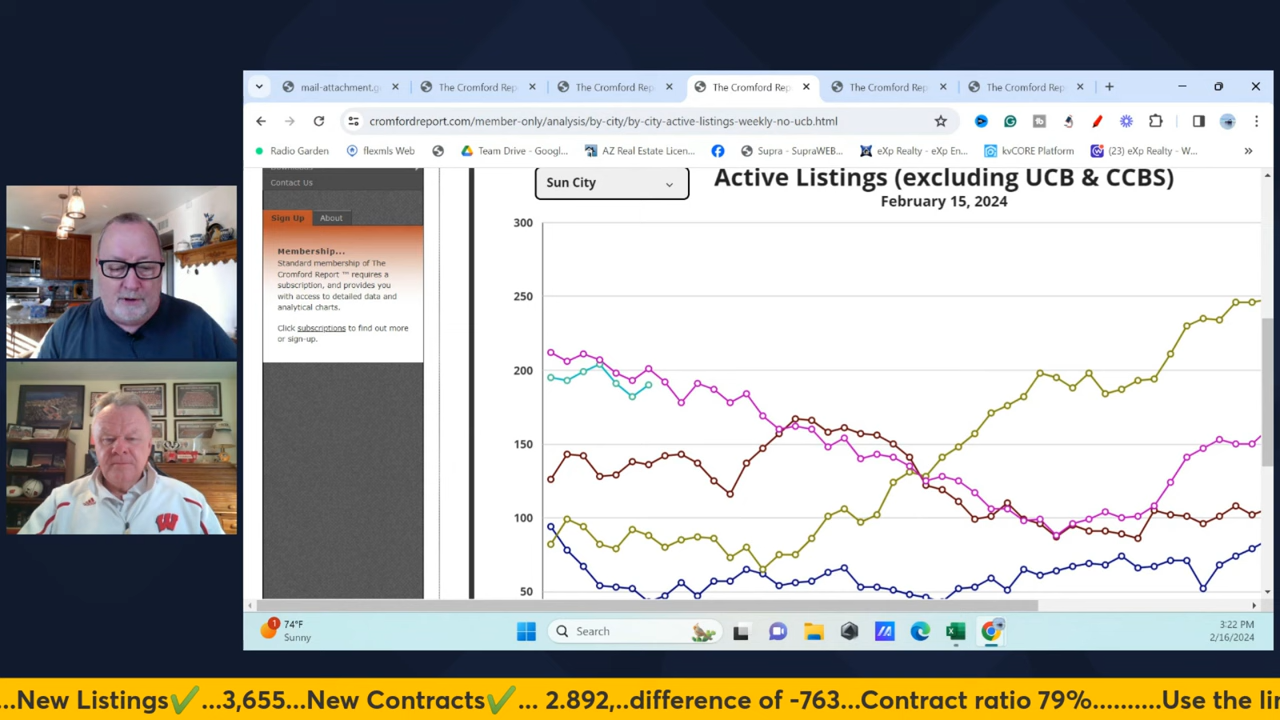 mail-attachment.g
The Cromford Rep
The Cromford Rep
The Cromford Rep
The Cromford Rep
The Cromford Rep
cromfordreport.com/member-only/analysis/by-city/by-city-active-listings-weekly-no-ucb.html
Radio Garden
flexmls Web
Team Drive - Googl...
AZ Real Estate Licen...
Supra - SupraWEB...
eXp Realty - eXp En...
kvCORE Platform
(23) eXp Realty - W...
»
Contact Us
Sign Up
About
Membership...
Standard membership of The
Cromford Report ™ requires a
subscription, and provides you
with access to detailed data and
analytical charts.
Click subscriptions to find out more
or sign-up.
Sun City
Active Listings (excluding UCB & CCBS)
February 15, 2024
300
250
200
150
100
50
W
1
74°F
Sunny
Search
3:22 PM
2/16/2024
...New Listings✅...3,655...New Contracts✅... 2.892,..difference of -763...Contract ratio 79%.........Use the li